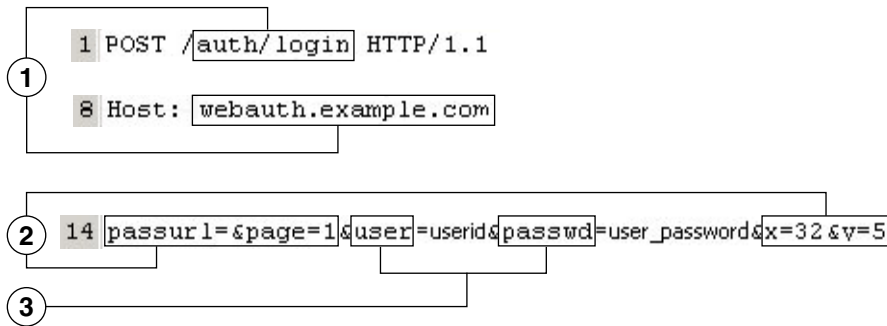 1 POST /auth/login HTTP/1.1
1
8 Host: webauth.example.com
2 14 passurl=&page=1&user=userid&passwd=user_password&x=32&y=5
3